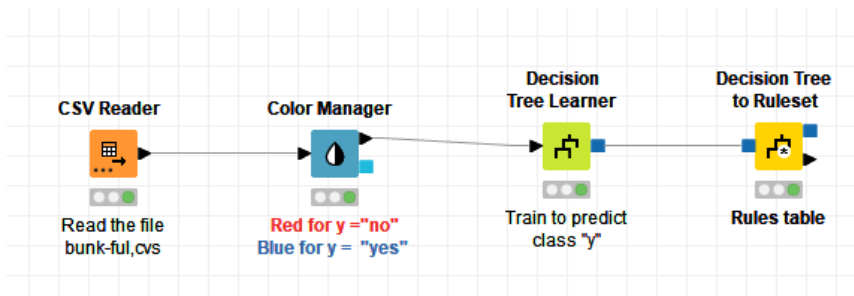 CSV Reader
Read the file
bunk-ful,cvs
Color Manager
Red for y ="no"
Blue for y =  "yes"
Decision
Tree Learner
Train to predict
class "y"
Decision Tree
to Ruleset
Rules table